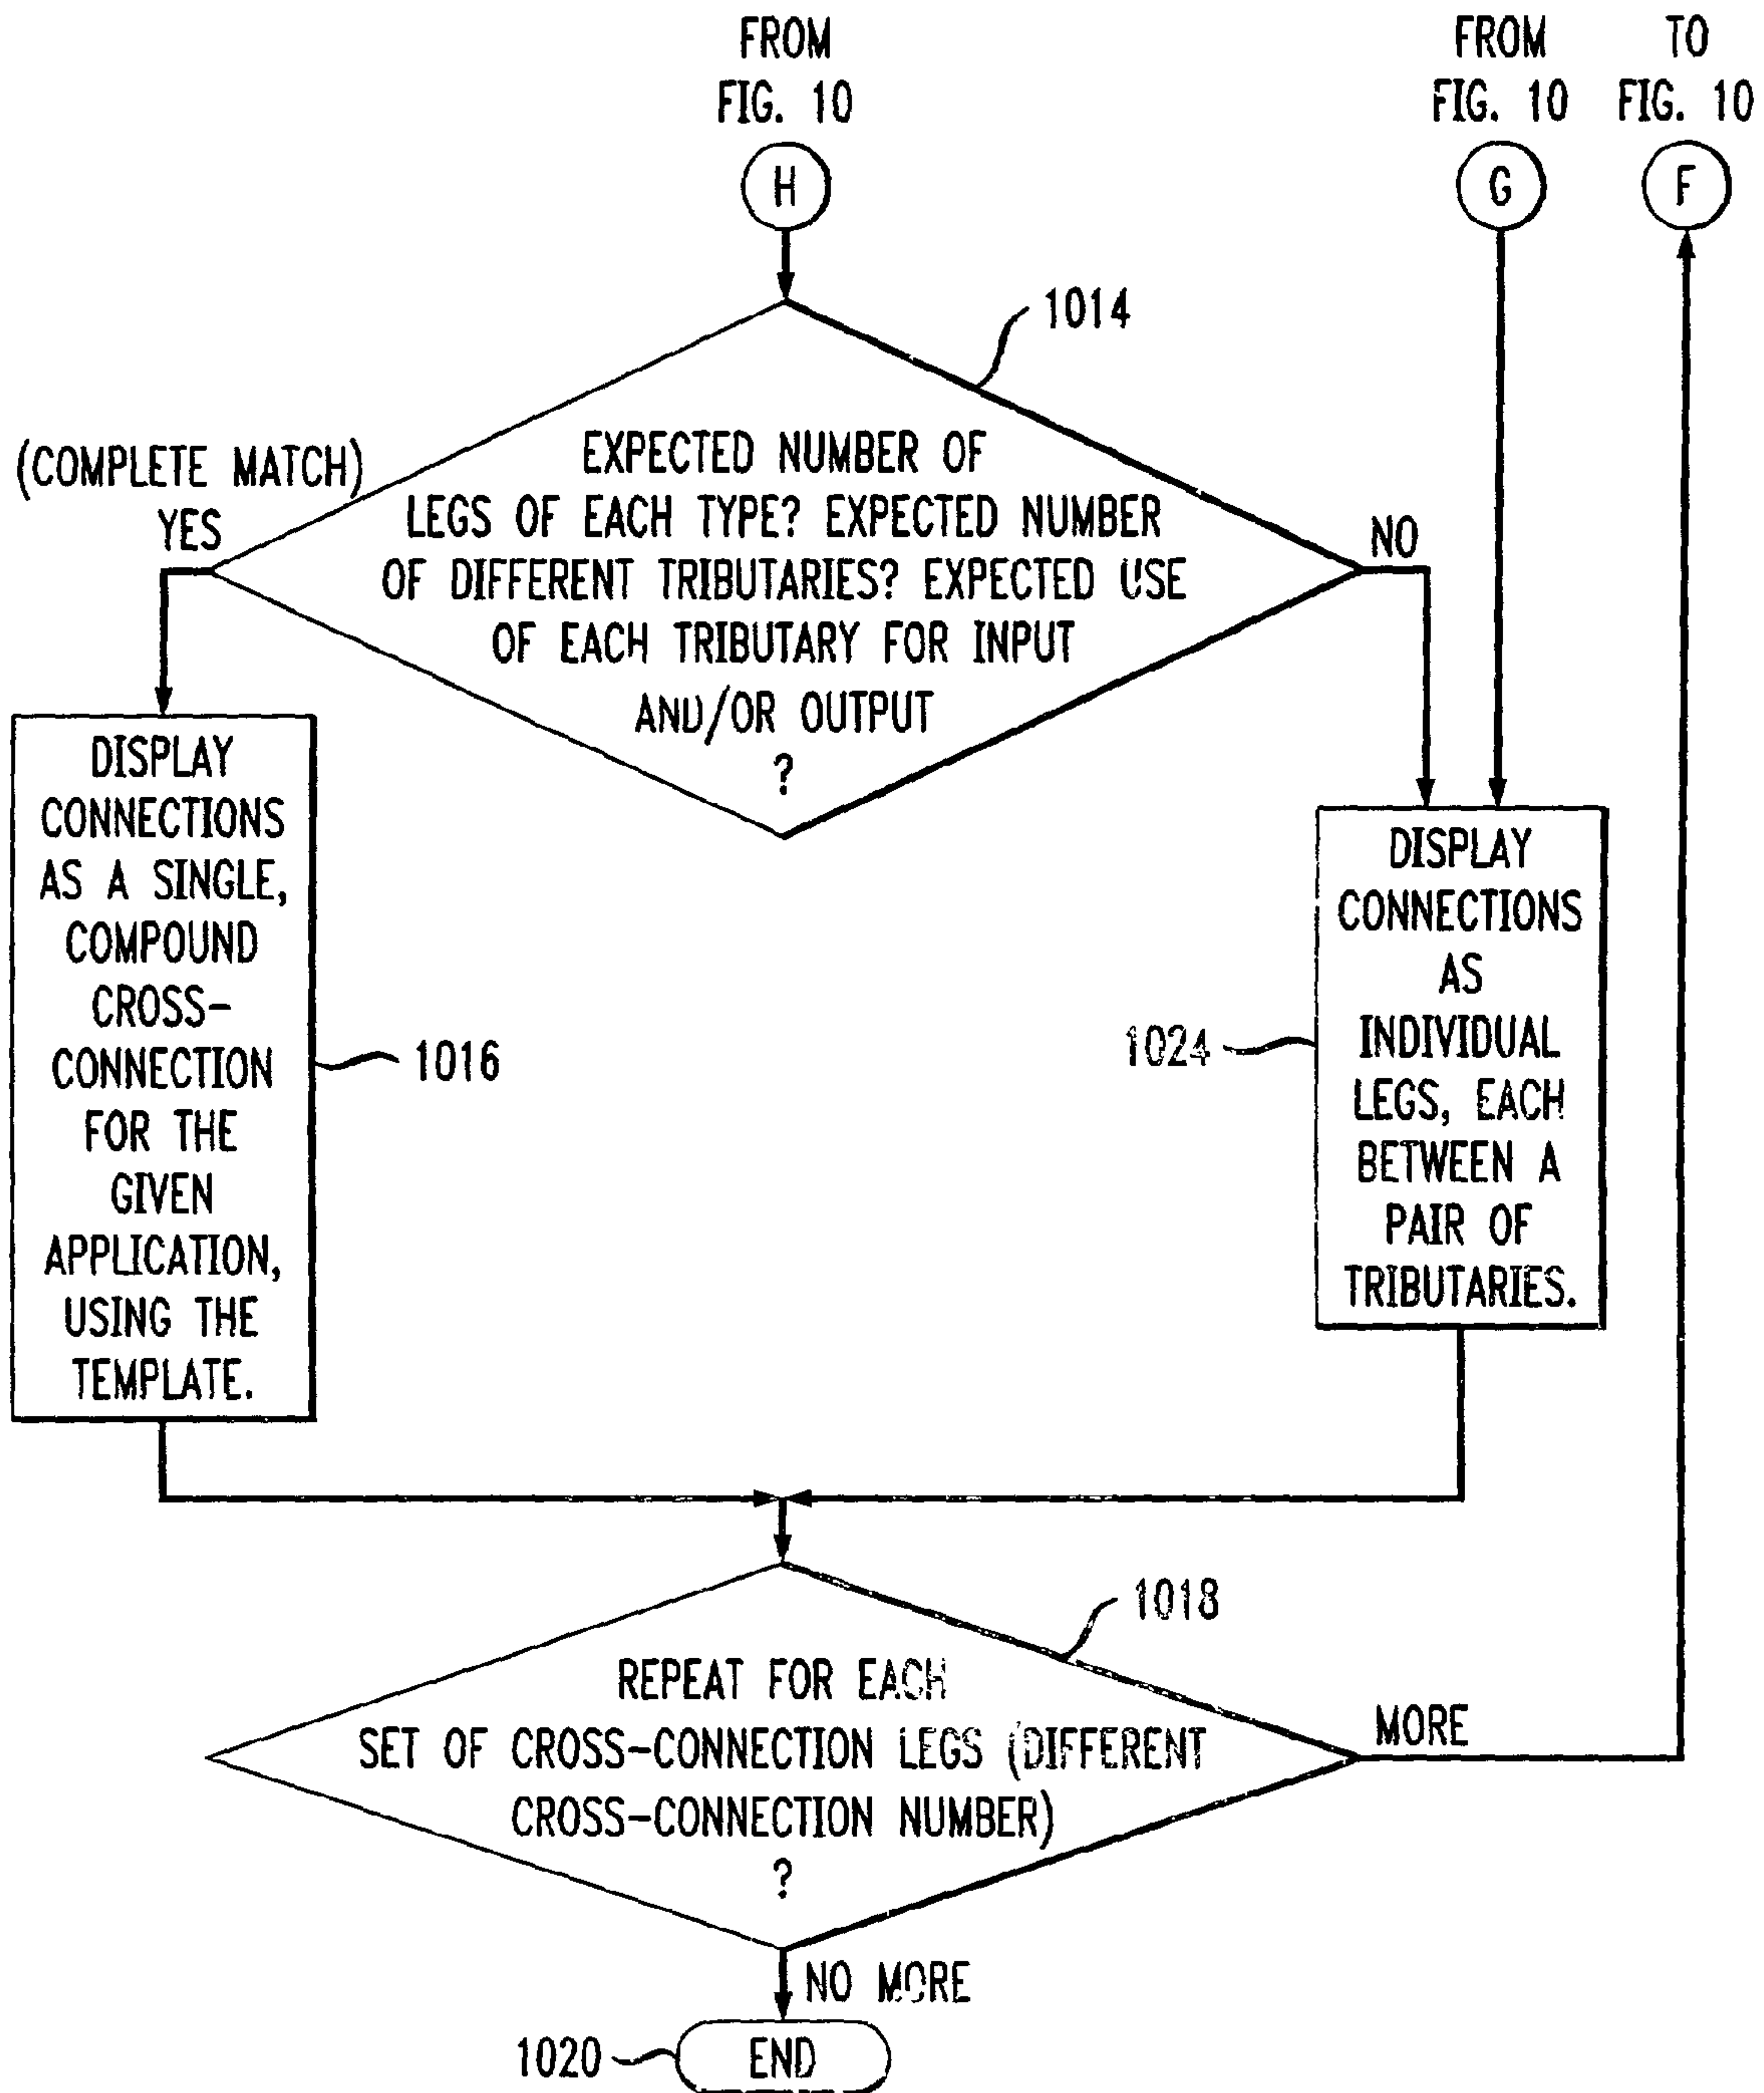 FROM
FIG. 10
H
FROM
FIG. 10
G
TO
FIG. 10
F
1014
(COMPLETE MATCH)
YES
EXPECTED NUMBER OF
LEGS OF EACH TYPE? EXPECTED NUMBER
OF DIFFERENT TRIBUTARIES? EXPECTED USE
OF EACH TRIBUTARY FOR INPUT
AND/OR OUTPUT
?
NO
DISPLAY
CONNECTIONS
AS A SINGLE,
COMPOUND
CROSS-
CONNECTION
FOR THE
GIVEN
APPLICATION,
USING THE
TEMPLATE.
1016
1024
DISPLAY
CONNECTIONS
AS
INDIVIDUAL
LEGS, EACH
BETWEEN A
PAIR OF
TRIBUTARIES.
1018
REPEAT FOR EACH
SET OF CROSS-CONNECTION LEGS (DIFFERENT
CROSS-CONNECTION NUMBER)
?
MORE
NO MORE
1020
END